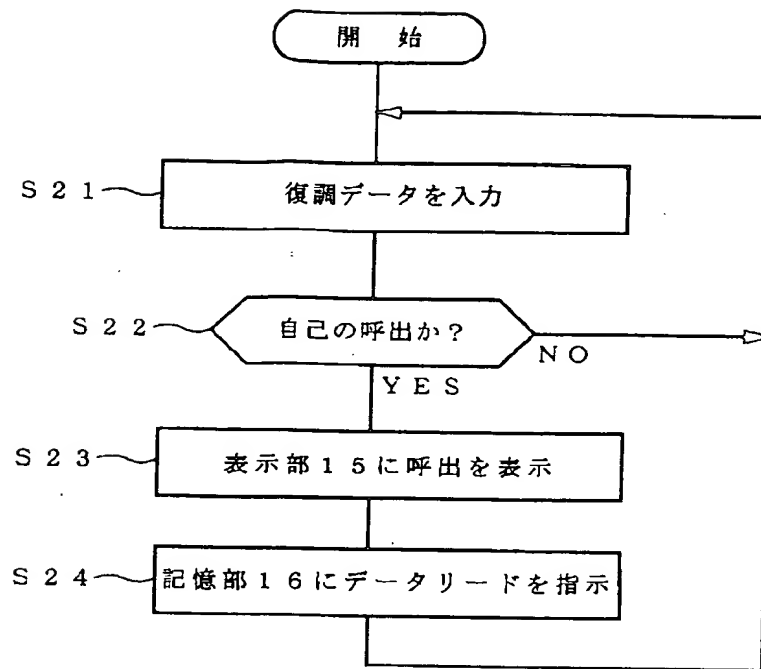 開 始
S21
復調データを入力
S22
自己の呼出か?
NO
YES
S23
表示部15に呼出を表示
S24
記憶部16にデータリードを指示